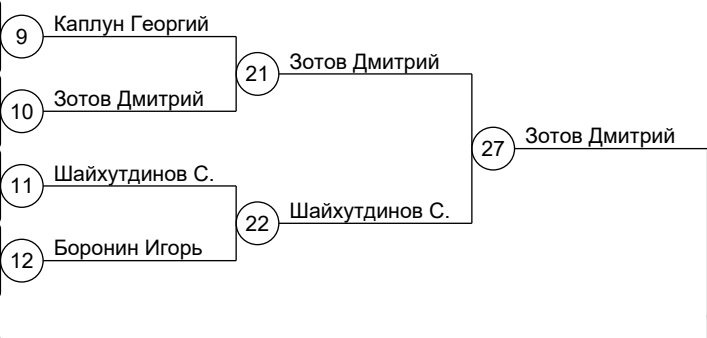 9 Каплун Георгий
21 Зотов Дмитрий
10 Зотов Дмитрий
27 Зотов Дмитрий
11 Шайхутдинов С.
22 Шайхутдинов С.
12 Боронин Игорь